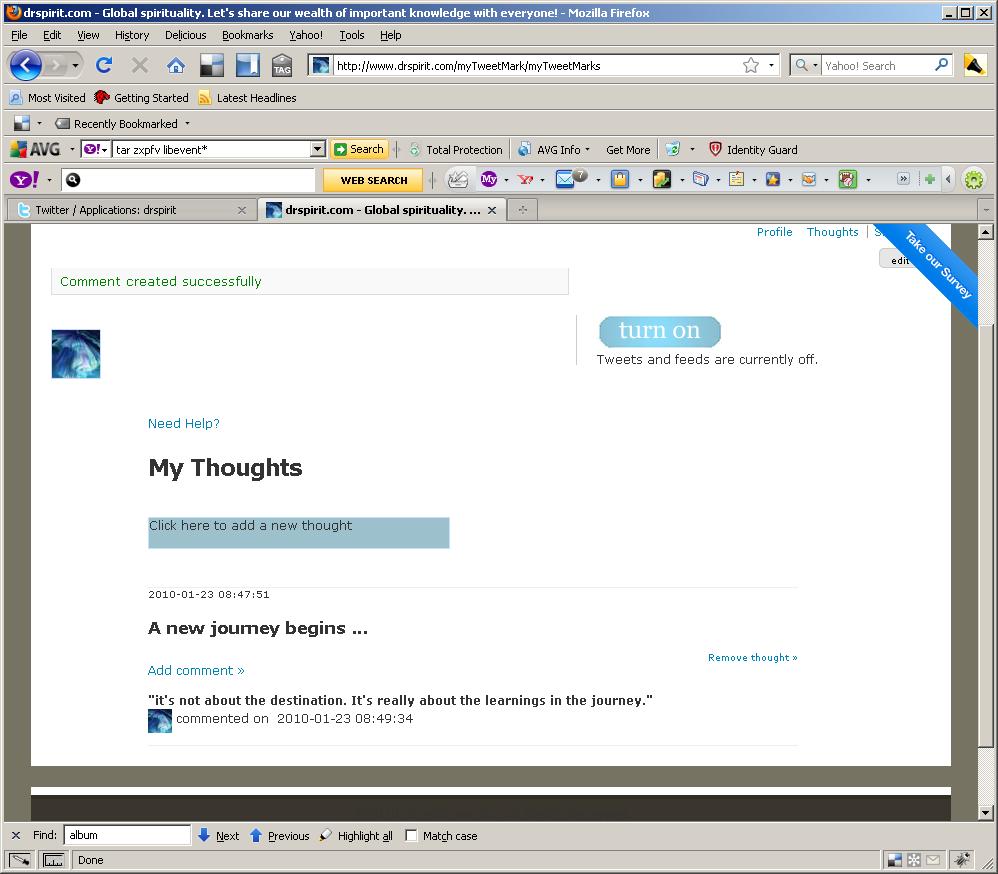 drspirit.com - Global spirituality. Let's share our wealth of important knowledge with everyone! - Mozilla Firefox
File Edit View History Delicious Bookmarks Yahoo! Tools Help
TAG http://www.drspirit.com/myTweetMark/myTweetMarks Yahoo! Search
Most Visited Getting Started Latest Headlines
Recently Bookmarked
AVG Y! tar zxpfv libevent* Search Total Protection AVG Info Get More Identity Guard
Y! WEB SEARCH My Y! 7
Twitter / Applications: drspirit drspirit.com - Global spirituality. ...
Profile Thoughts
Take our Survey
edit
Comment created successfully
turn on
Tweets and feeds are currently off.
Need Help?
My Thoughts
Click here to add a new thought
2010-01-23 08:47:51
A new journey begins ...
Remove thought »
Add comment »
"it's not about the destination. It's really about the learnings in the journey."
commented on 2010-01-23 08:49:34
Find: album Next Previous Highlight all Match case
Done